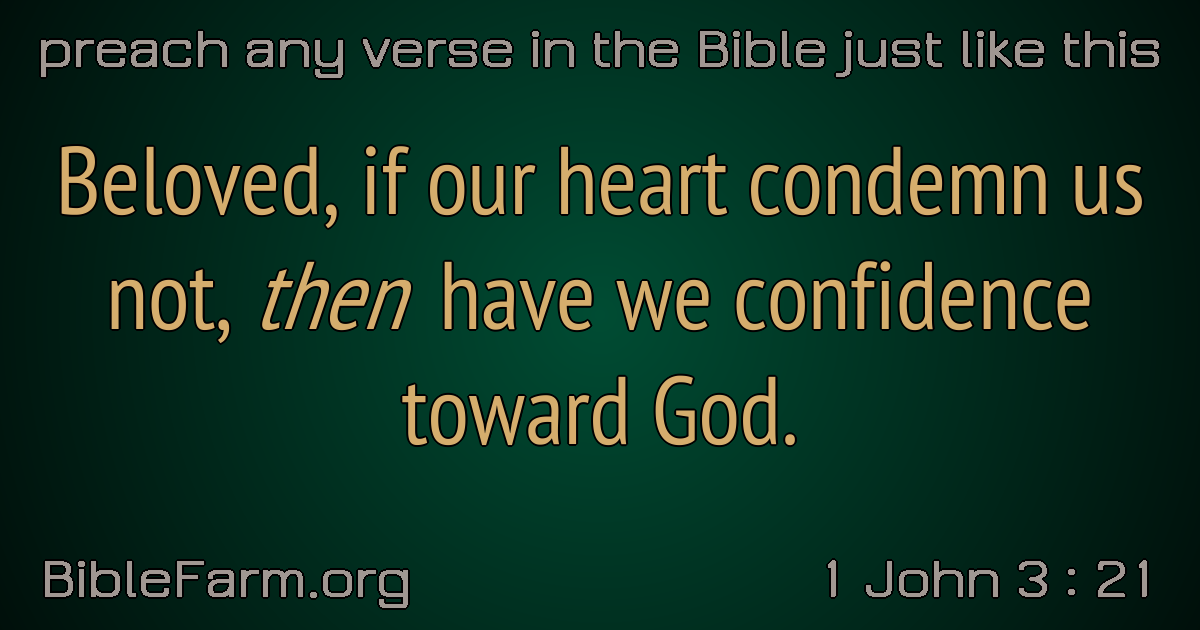 preach any verse in the Bible just like this
Beloved, if our heart condemn us
not, then have we confidence
toward God.
BibleFarm.org
1 John 3 : 21